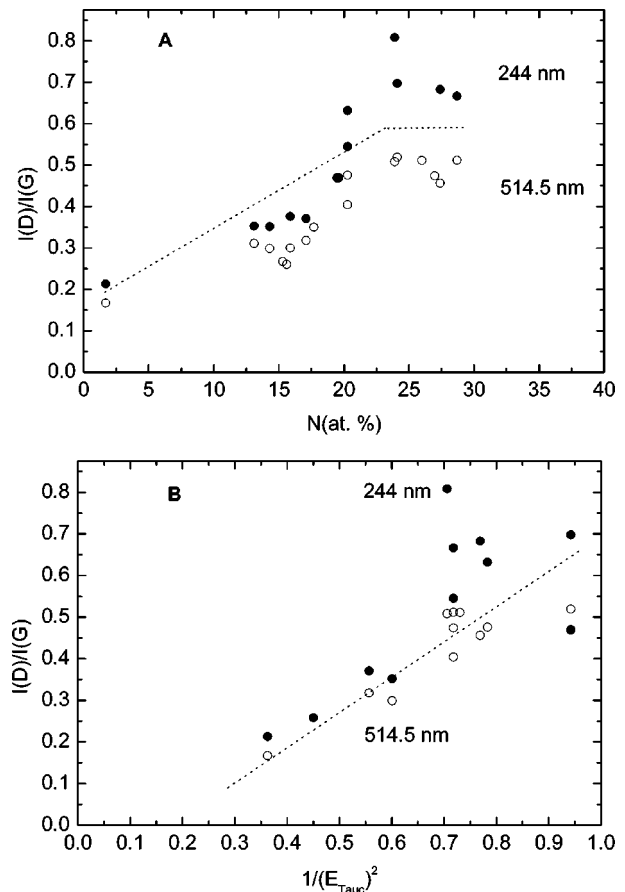 A
244 nm
514.5 nm
0.8
0.7
0.6
0.5
0.4
0.3
0.2
0.1
0.0
I(D)/I(G)
0 5 10 15 20 25 30 35 40
N(at. %)
B
244 nm
514.5 nm
0.8
0.7
0.6
0.5
0.4
0.3
0.2
0.1
0.0
I(D)/I(G)
0.0 0.1 0.2 0.3 0.4 0.5 0.6 0.7 0.8 0.9 1.0
1/(E_Tauc)^2